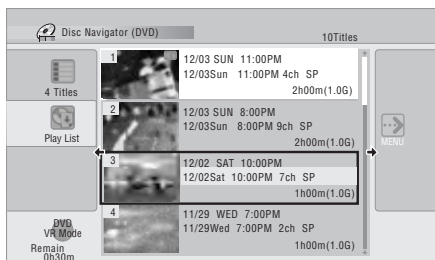 Disc Navigator (DVD)
10Titles
4 Titles
Play List
DVD
VR Mode
Remain
0h30m
1
12/03 SUN 11:00PM
12/03Sun 11:00PM 4ch SP
2h00m(1.0G)
2
12/03 SUN 8:00PM
12/03Sun 8:00PM 9ch SP
2h00m(1.0G)
3
12/02 SAT 10:00PM
12/02Sat 10:00PM 7ch SP
1h00m(1.0G)
4
11/29 WED 7:00PM
11/29Wed 7:00PM 2ch SP
1h00m(1.0G)
MENU